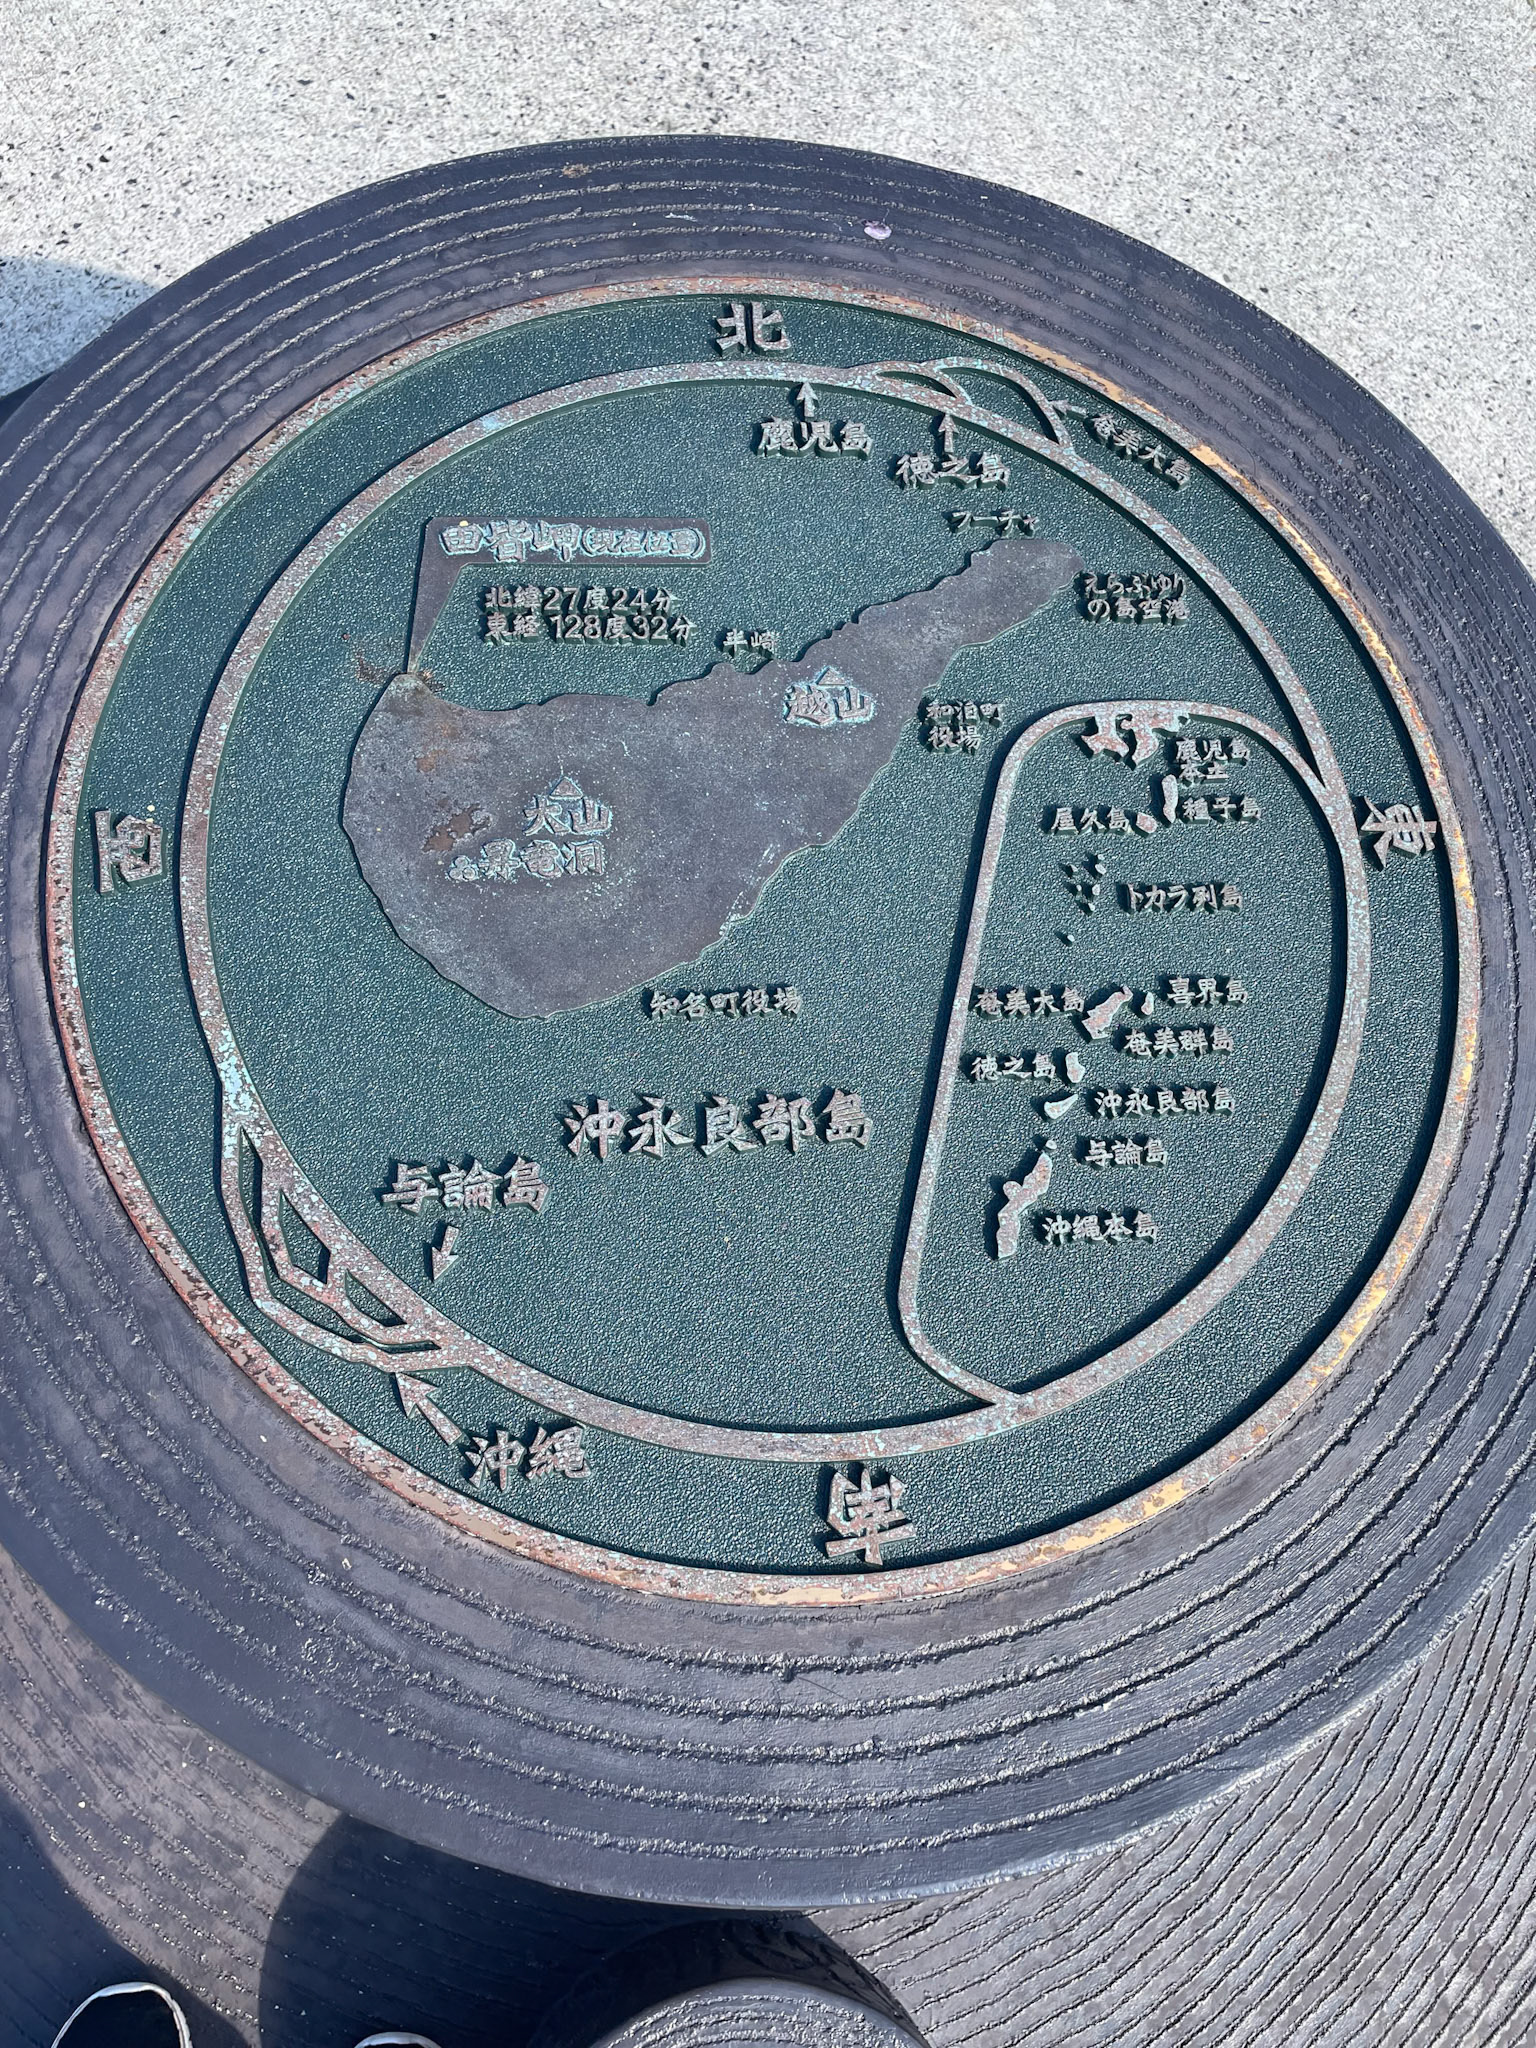 北
鹿児島
徳之島
奄美大島
フーチャ
田皆岬(現在位置)
えらぶゆり
の島空港
北緯27度24分
東経128度32分
半崎
越山
和泊町
役場
鹿児島
本土
屋久島
種子島
西
東
大山
昇竜洞
トカラ列島
知名町役場
奄美大島
喜界島
奄美群島
徳之島
沖永良部島
沖永良部島
与論島
与論島
沖縄本島
沖縄
南